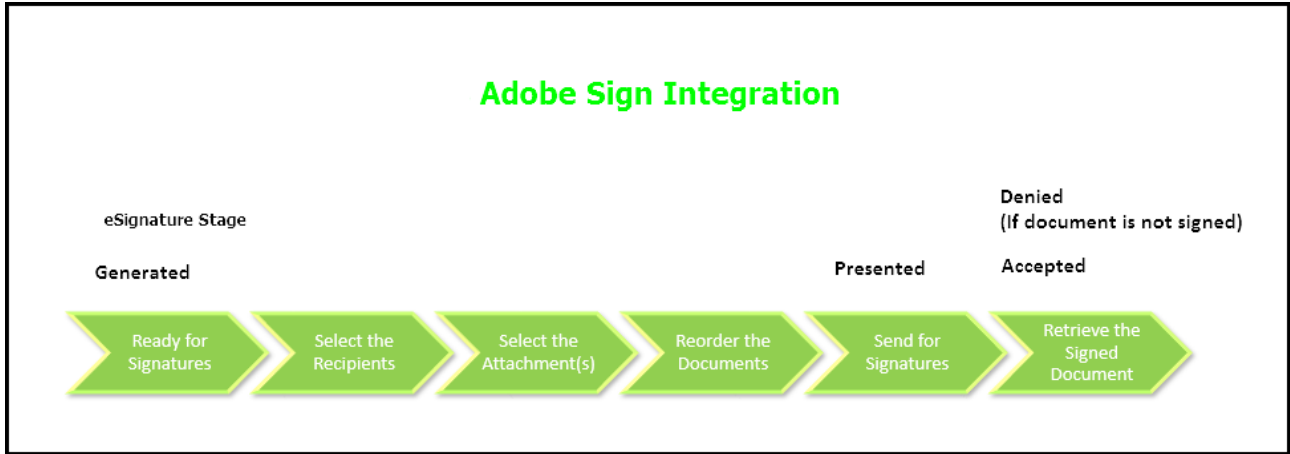 Adobe Sign Integration
Denied
(If document is not signed)
eSignature Stage
Generated
Presented
Accepted
Ready for
Signatures
Select the
Recipients
Select the
Attachment(s)
Reorder the
Documents
Send for
Signatures
Retrieve the
Signed
Document